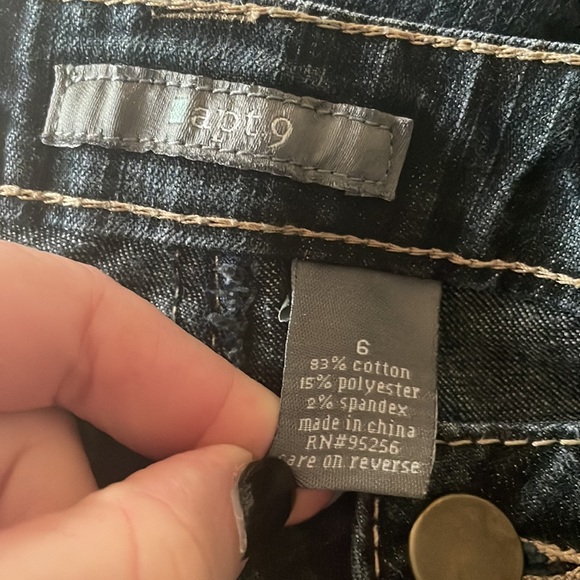 apt.9
6
83% cotton
15% polyester
2% spandex
made in china
RN#95256
care on reverse